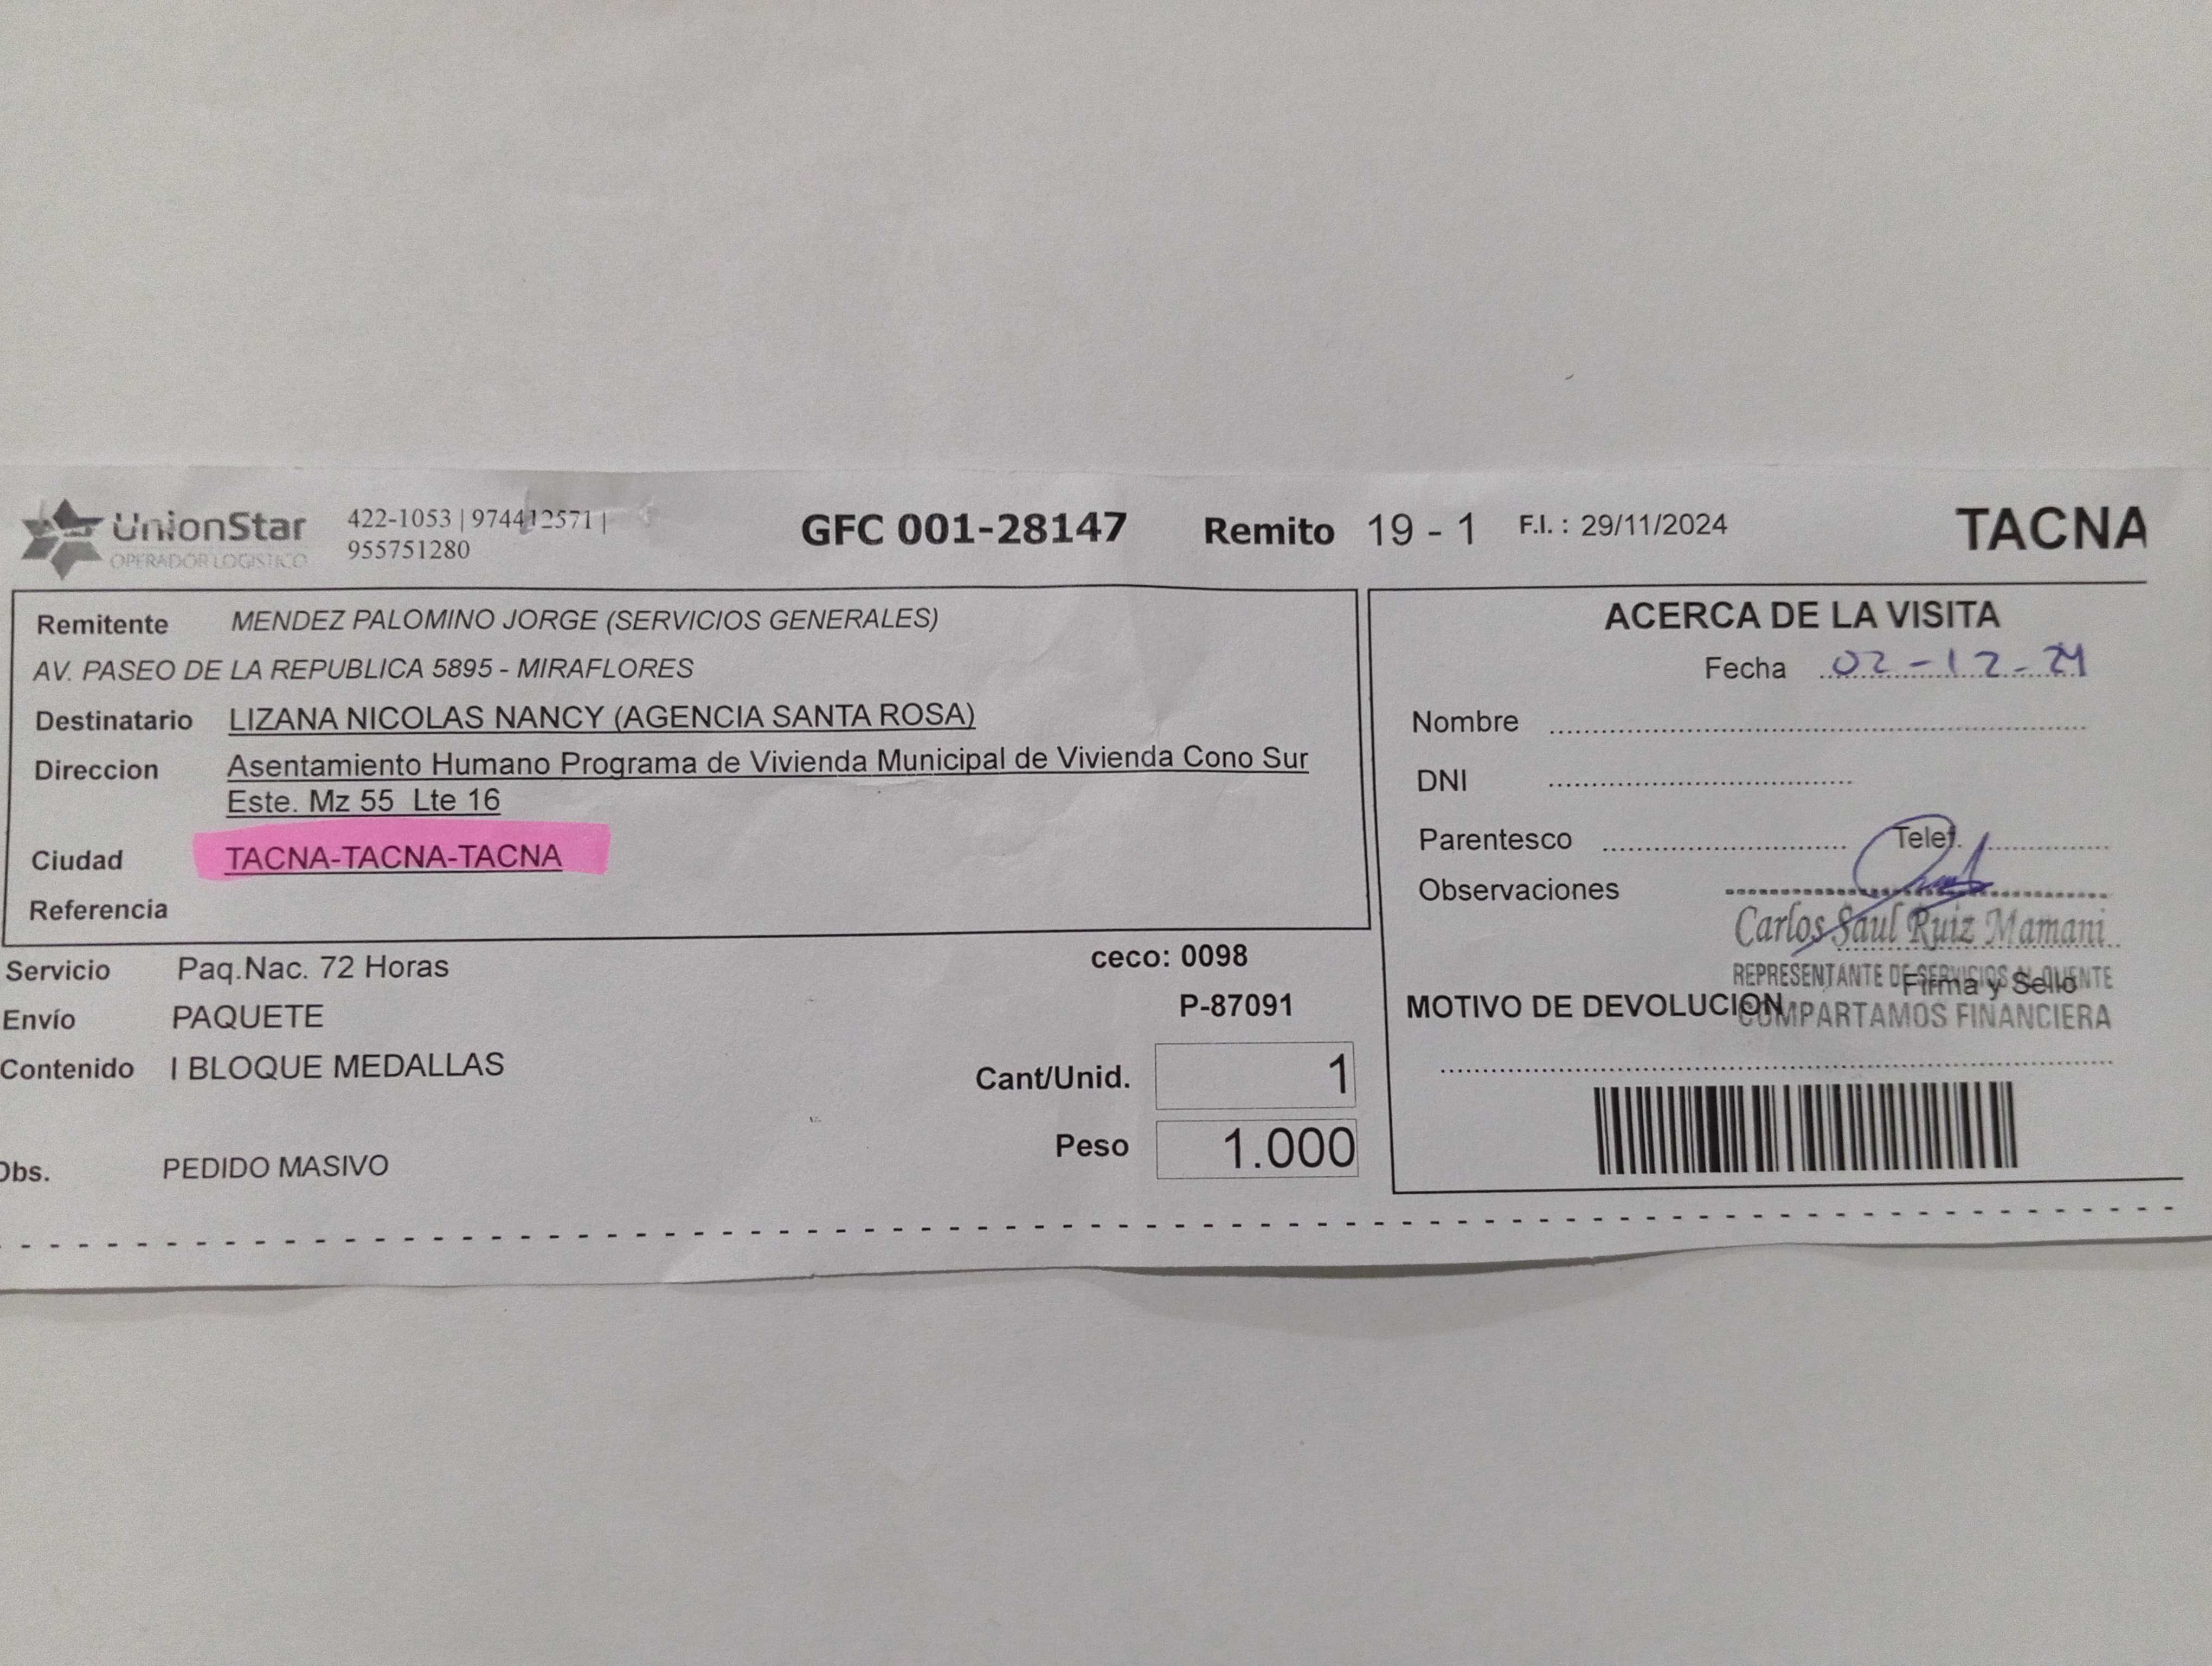 UnionStar
OPERADOR LOGISTICO
422-1053 | 974412571 |
955751280
GFC 001-28147 Remito 19 - 1 F.I. : 29/11/2024 TACNA
Remitente MENDEZ PALOMINO JORGE (SERVICIOS GENERALES)
AV. PASEO DE LA REPUBLICA 5895 - MIRAFLORES
Destinatario LIZANA NICOLAS NANCY (AGENCIA SANTA ROSA)
Direccion Asentamiento Humano Programa de Vivienda Municipal de Vivienda Cono Sur
Este. Mz 55 Lte 16
Ciudad TACNA-TACNA-TACNA
Referencia
Servicio Paq.Nac. 72 Horas
ceco: 0098
Envío PAQUETE
P-87091
Contenido I BLOQUE MEDALLAS
Cant/Unid. 1
Peso 1.000
Obs. PEDIDO MASIVO
ACERCA DE LA VISITA
Fecha 02-12-24
Nombre
DNI
Parentesco Telef.
Observaciones
Carlos Saul Ruiz Mamani
REPRESENTANTE DE SERVICIOS AL CLIENTE
Firma y Sello
MOTIVO DE DEVOLUCION
COMPARTAMOS FINANCIERA